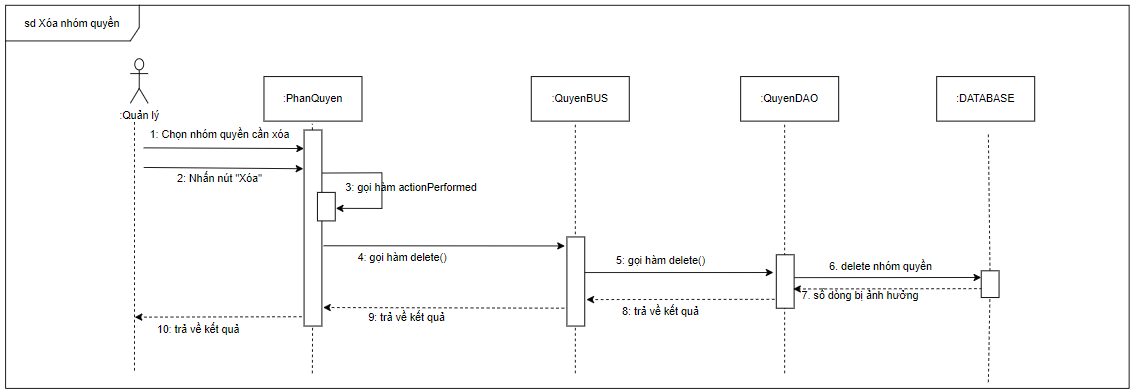 sd Xóa nhóm quyền
:Quản lý
:PhanQuyen
:QuyenBUS
:QuyenDAO
:DATABASE
1: Chọn nhóm quyền cần xóa
2: Nhấn nút "Xóa"
3: gọi hàm actionPerformed
4: gọi hàm delete()
5: gọi hàm delete()
6. delete nhóm quyền
7. số dòng bị ảnh hưởng
8: trả về kết quả
9: trả về kết quả
10: trả về kết quả